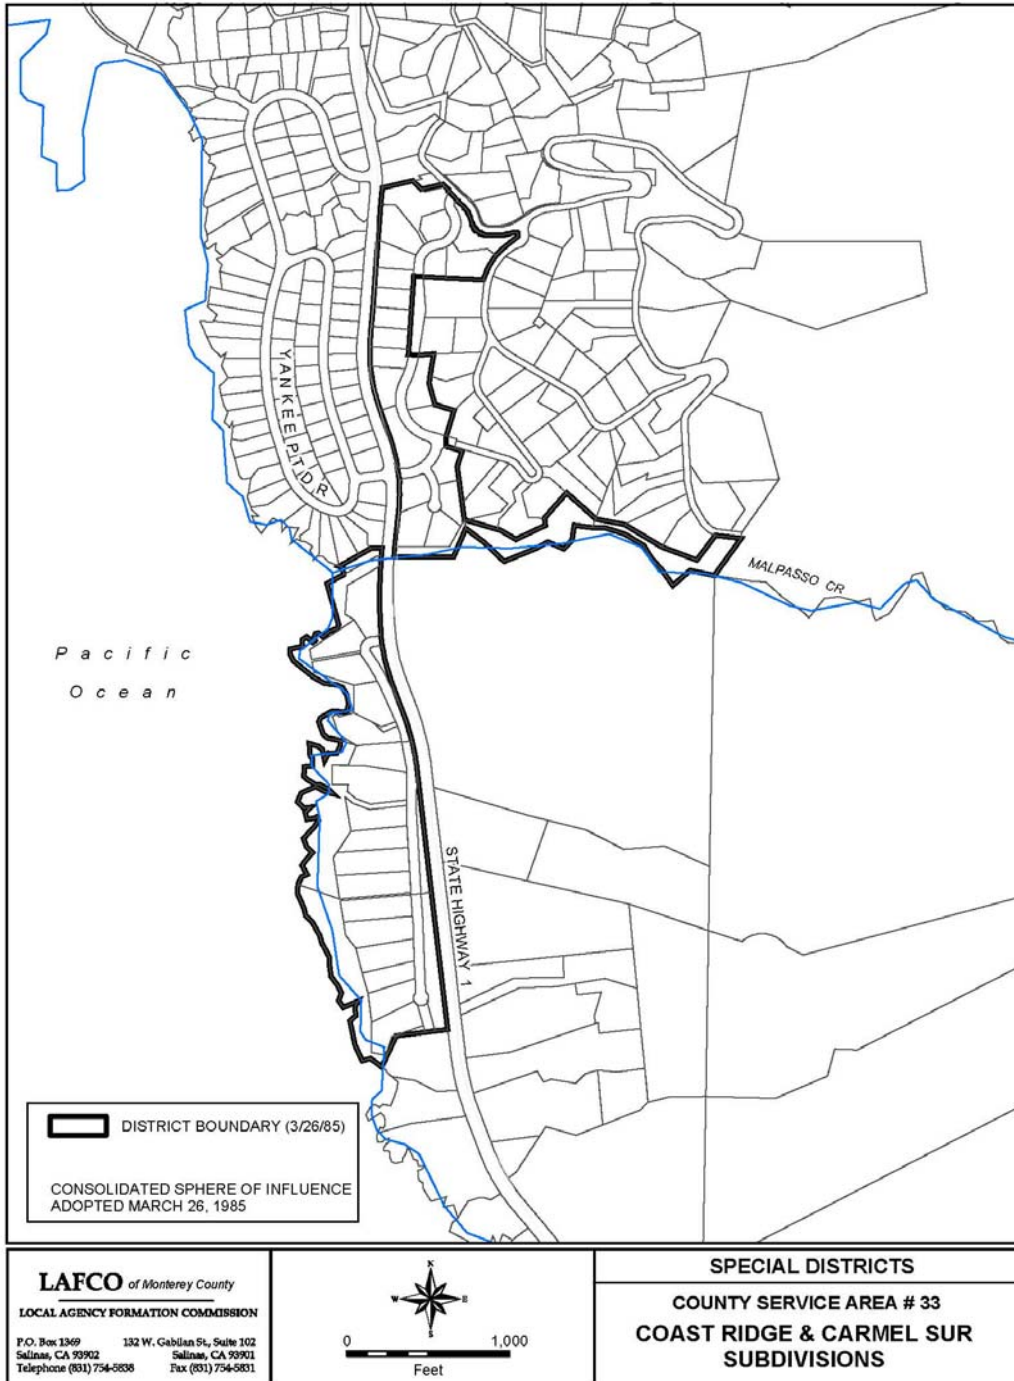 YANKEE PT DR
MALPASSO CR
Pacific
Ocean
STATE HIGHWAY 1
DISTRICT BOUNDARY (3/26/85)
CONSOLIDATED SPHERE OF INFLUENCE
ADOPTED MARCH 26, 1985
LAFCO of Monterey County
LOCAL AGENCY FORMATION COMMISSION
P.O. Box 1369 132 W. Gabilan St., Suite 102
Salinas, CA 93902 Salinas, CA 93901
Telephone (831) 754-5838 Fax (831) 754-5831
N
W E
S
0 1,000
Feet
SPECIAL DISTRICTS
COUNTY SERVICE AREA # 33
COAST RIDGE & CARMEL SUR
SUBDIVISIONS